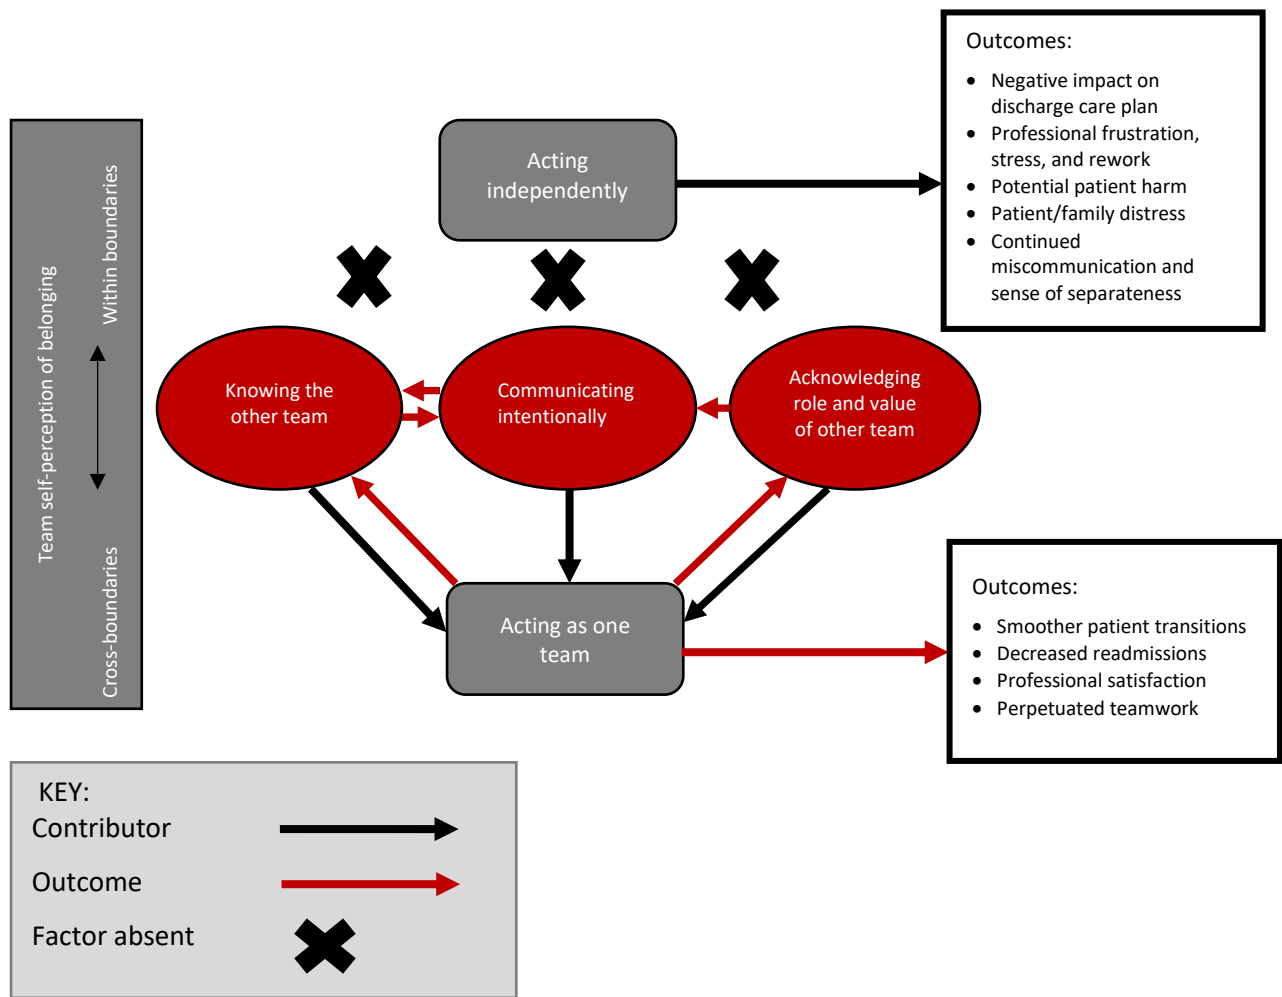 Team self-perception of belonging
Within boundaries
Cross-boundaries
Acting
independently
Outcomes:
• Negative impact on
discharge care plan
• Professional frustration,
stress, and rework
• Potential patient harm
• Patient/family distress
• Continued
miscommunication and
sense of separateness
Knowing the
other team
Communicating
intentionally
Acknowledging
role and value
of other team
Acting as one
team
Outcomes:
• Smoother patient transitions
• Decreased readmissions
• Professional satisfaction
• Perpetuated teamwork
KEY:
Contributor
Outcome
Factor absent